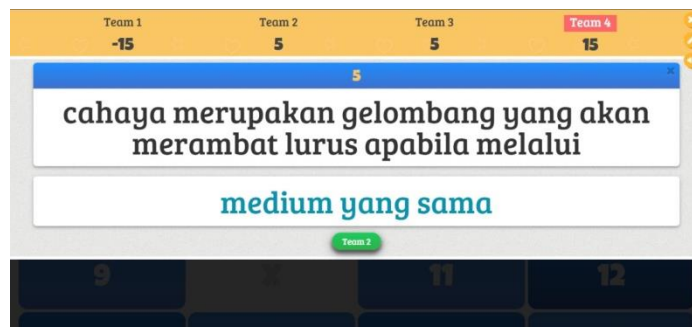 Team 1 Team 2 Team 3 Team 4
-15 5 5 15
5
cahaya merupakan gelombang yang akan
merambat lurus apabila melalui
medium yang sama
Team 2
9 11 12